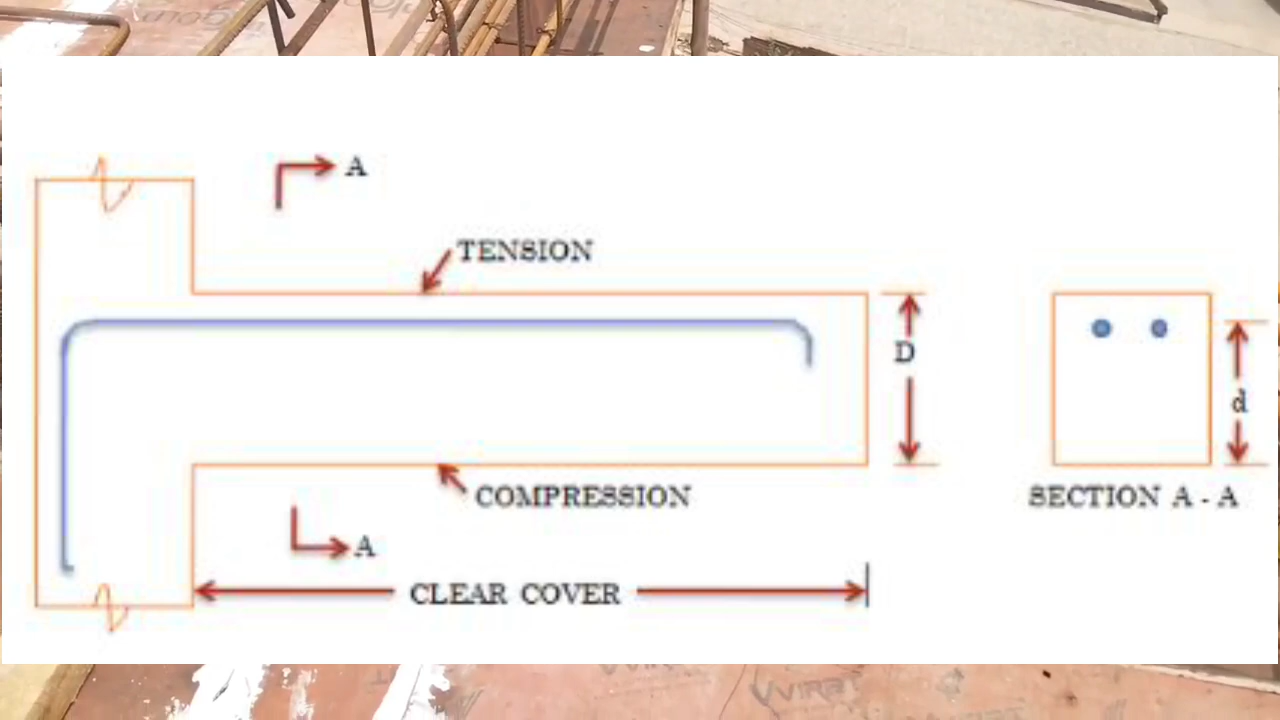 A
TENSION
D
d
COMPRESSION
SECTION A - A
A
CLEAR COVER